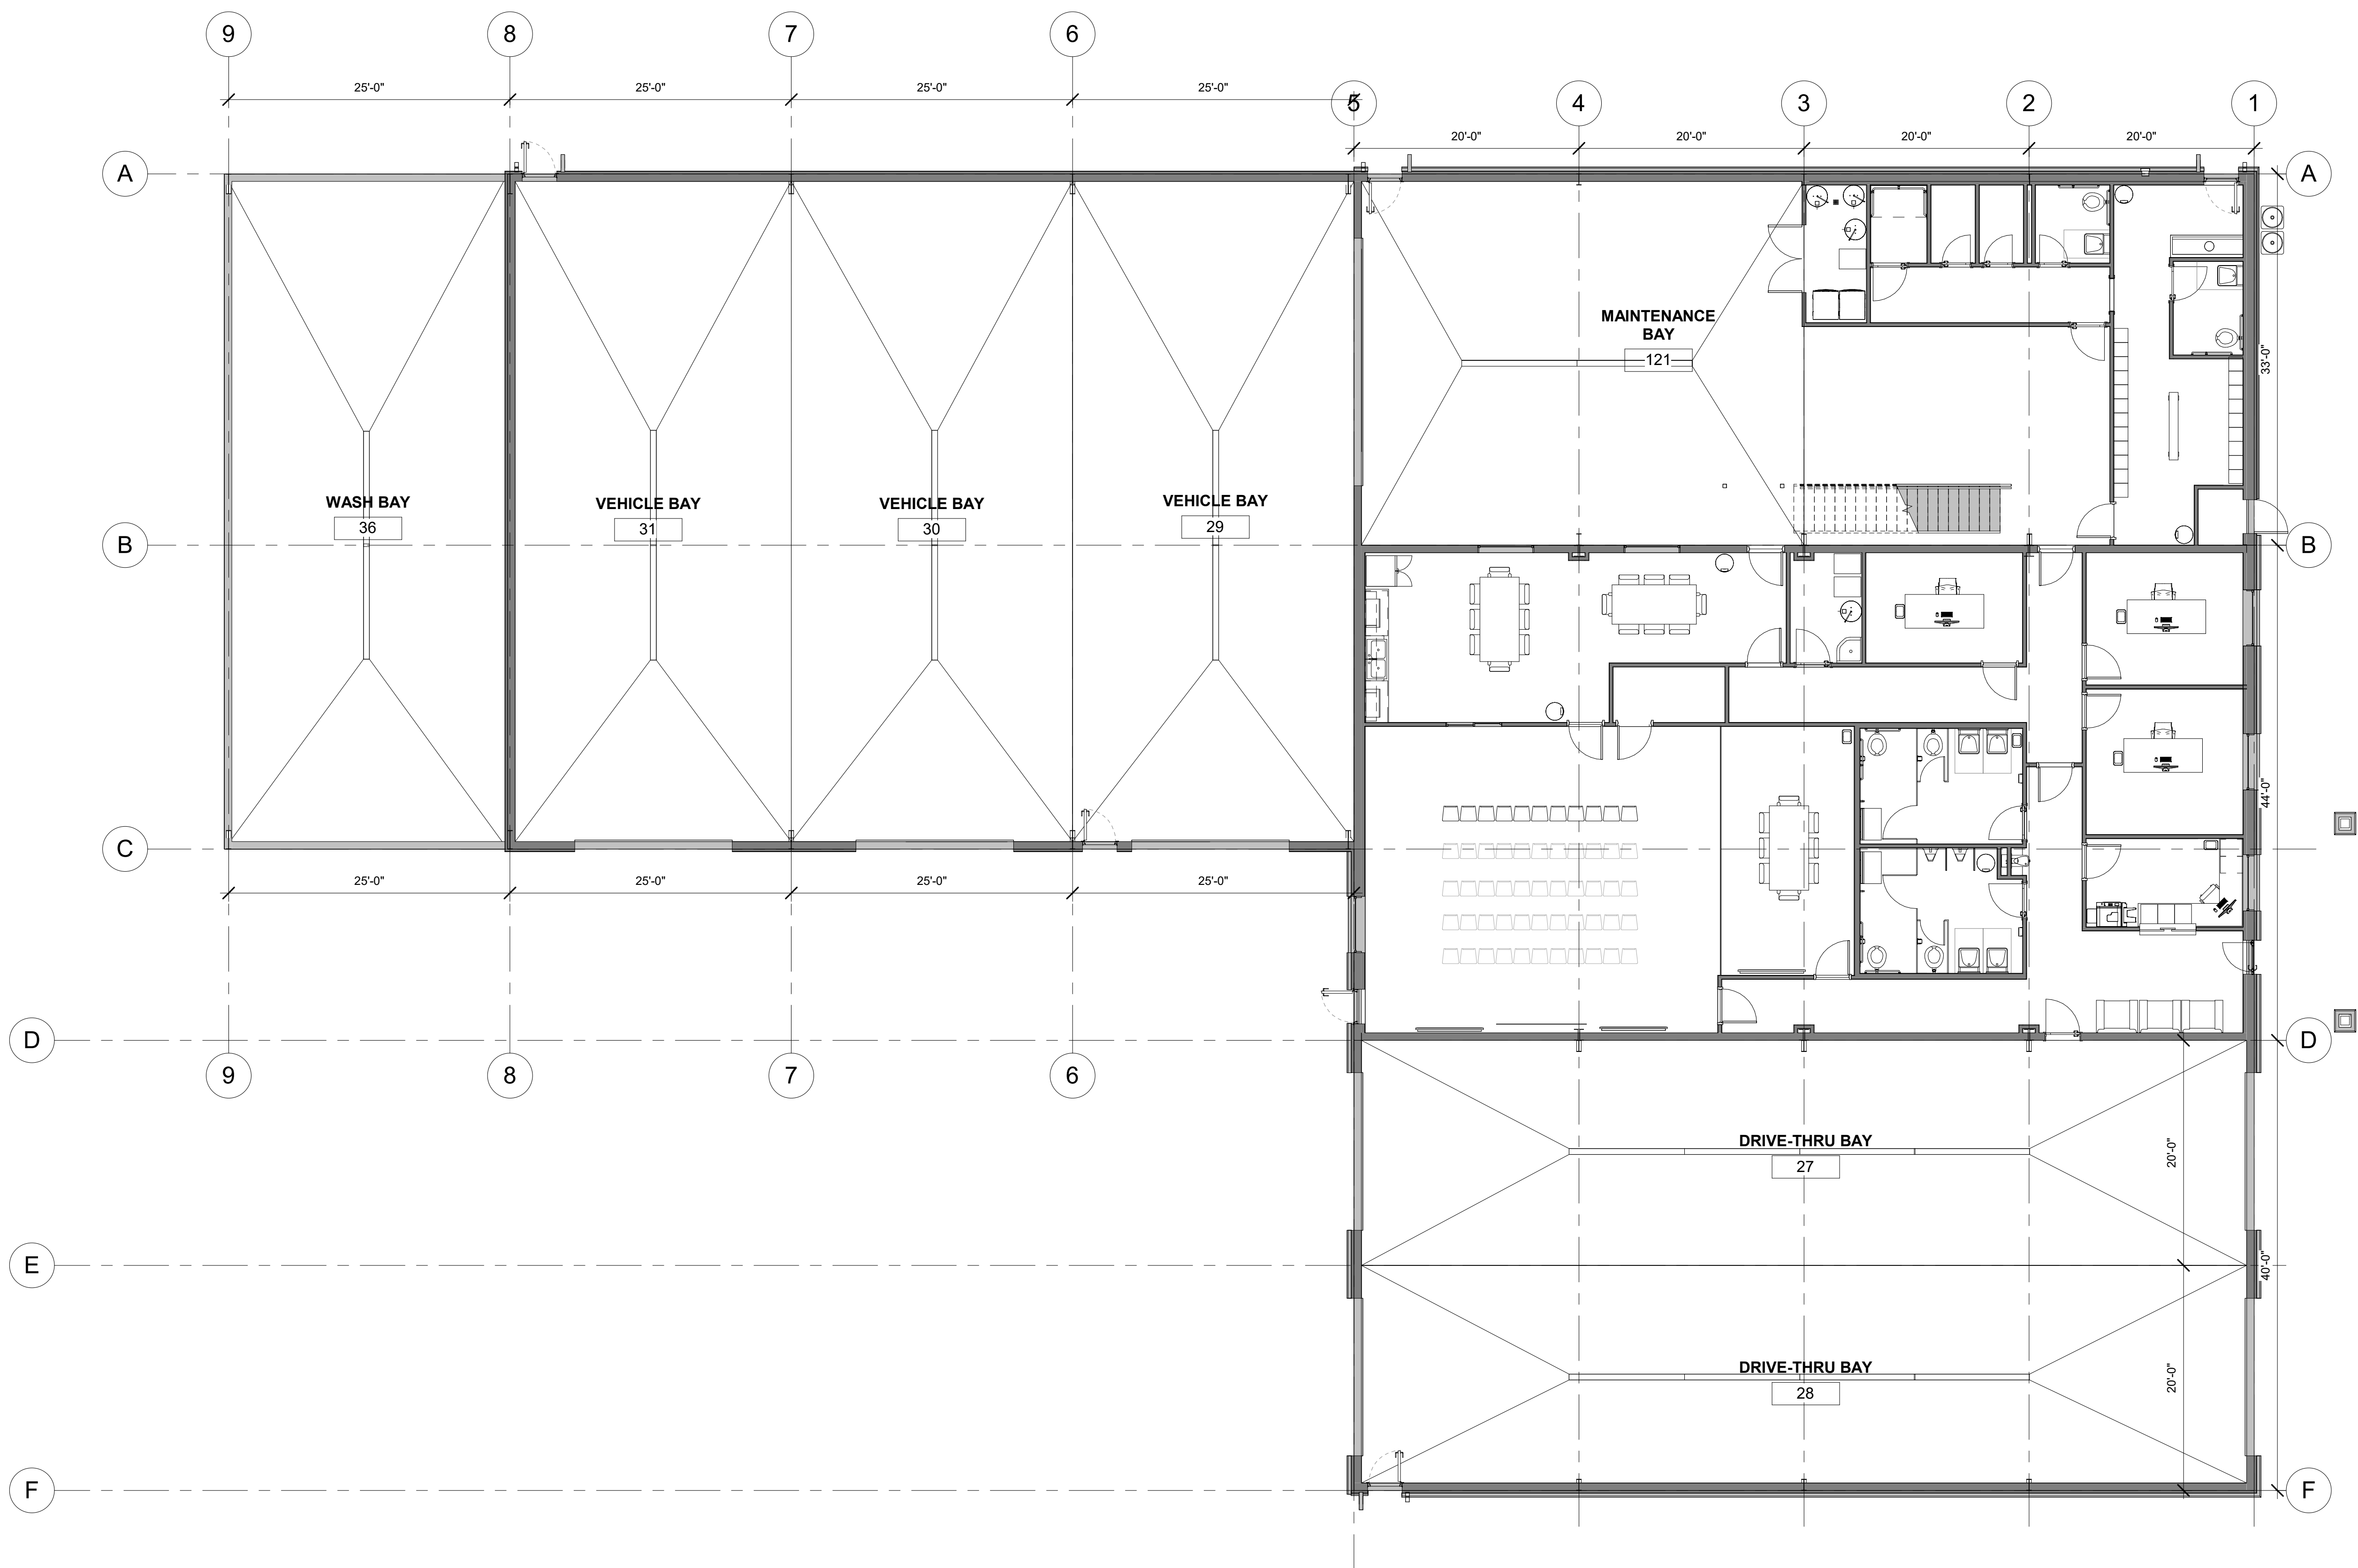 9
8
7
6
25'-0"
25'-0"
25'-0"
25'-0"
5
4
3
2
1
20'-0"
20'-0"
20'-0"
20'-0"
A
A
MAINTENANCE
BAY
121
33'-0"
WASH BAY
36
VEHICLE BAY
31
VEHICLE BAY
30
VEHICLE BAY
29
B
B
44'-0"
C
25'-0"
25'-0"
25'-0"
25'-0"
D
D
9
8
7
6
DRIVE-THRU BAY
27
20'-0"
E
40'-0"
DRIVE-THRU BAY
28
20'-0"
F
F